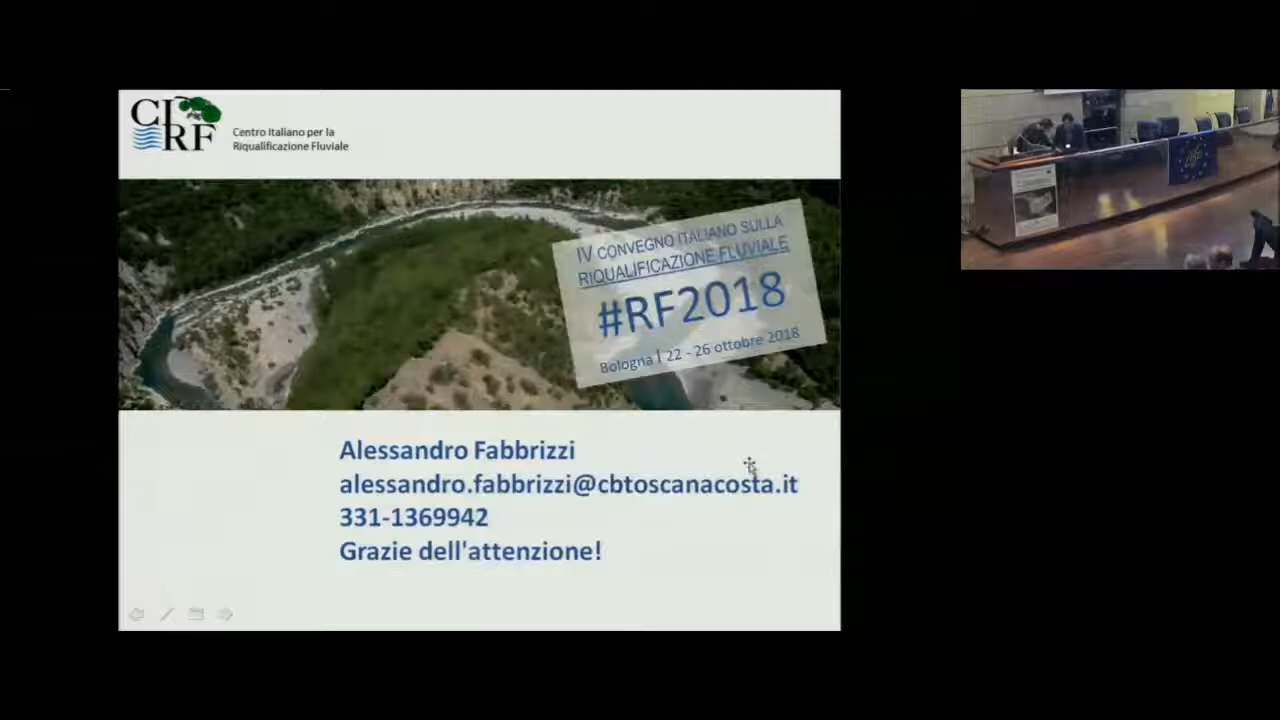 CIRF
Centro Italiano per la
Riqualificazione Fluviale
IV CONVEGNO ITALIANO SULLA
RIQUALIFICAZIONE FLUVIALE
#RF2018
Bologna | 22 - 26 ottobre 2018
Alessandro Fabbrizzi
alessandro.fabbrizzi@cbtoscanacosta.it
331-1369942
Grazie dell'attenzione!